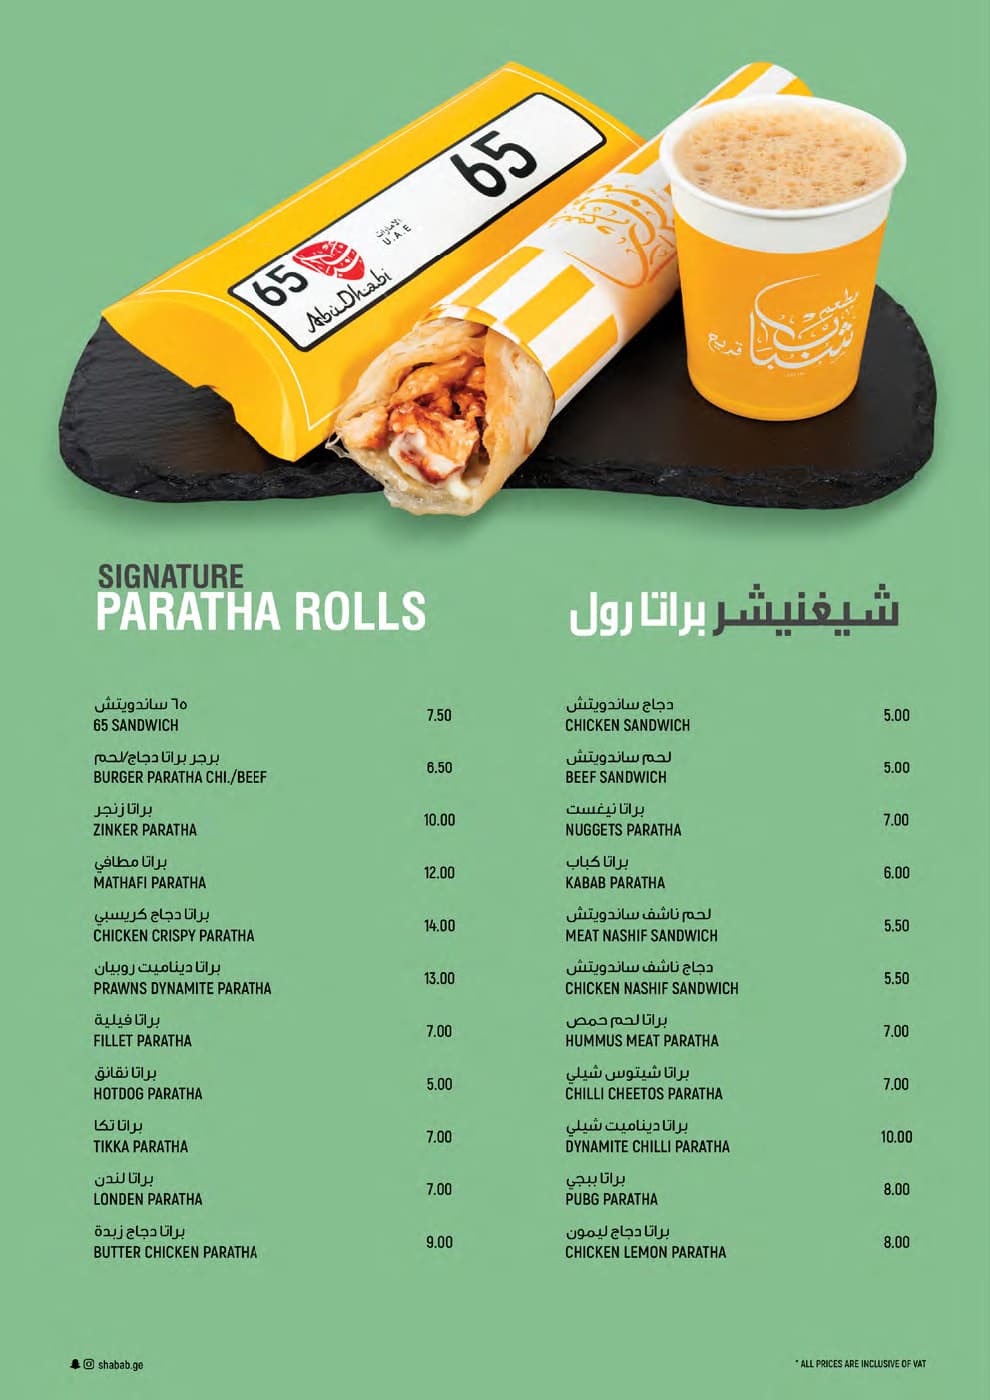 65
الامارات
U.A.E
65
AbuDhabi
مطعم
شباب
قديم
SIGNATURE
PARATHA ROLLS
شيغنيشر براتا رول
٦٥ ساندويتش
65 SANDWICH
7.50
برجر براتا دجاج/لحم
BURGER PARATHA CHI./BEEF
6.50
براتا زنجر
ZINKER PARATHA
10.00
براتا مطافي
MATHAFI PARATHA
12.00
براتا دجاج كريسبي
CHICKEN CRISPY PARATHA
14.00
براتا ديناميت روبيان
PRAWNS DYNAMITE PARATHA
13.00
براتا فيلية
FILLET PARATHA
7.00
براتا نقانق
HOTDOG PARATHA
5.00
براتا تكا
TIKKA PARATHA
7.00
براتا لندن
LONDEN PARATHA
7.00
براتا دجاج زبدة
BUTTER CHICKEN PARATHA
9.00
دجاج ساندويتش
CHICKEN SANDWICH
5.00
لحم ساندويتش
BEEF SANDWICH
5.00
براتا نيغست
NUGGETS PARATHA
7.00
براتا كباب
KABAB PARATHA
6.00
لحم ناشف ساندويتش
MEAT NASHIF SANDWICH
5.50
دجاج ناشف ساندويتش
CHICKEN NASHIF SANDWICH
5.50
براتا لحم حمص
HUMMUS MEAT PARATHA
7.00
براتا شيتوس شيلي
CHILLI CHEETOS PARATHA
7.00
براتا ديناميت شيلي
DYNAMITE CHILLI PARATHA
10.00
براتا ببجي
PUBG PARATHA
8.00
براتا دجاج ليمون
CHICKEN LEMON PARATHA
8.00
shabab.ge
* ALL PRICES ARE INCLUSIVE OF VAT